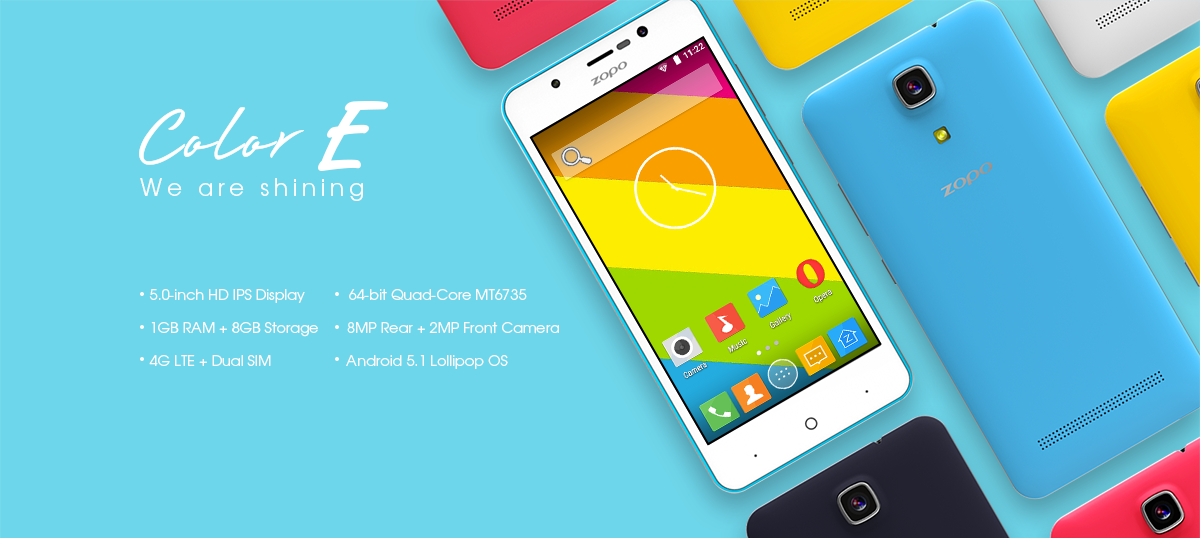 Color E
We are shining
• 5.0-inch HD IPS Display
• 64-bit Quad-Core MT6735
• 1GB RAM + 8GB Storage
• 8MP Rear + 2MP Front Camera
• 4G LTE + Dual SIM
• Android 5.1 Lollipop OS
zopo
11:22
Camera
Music
Gallery
Opera
zopo